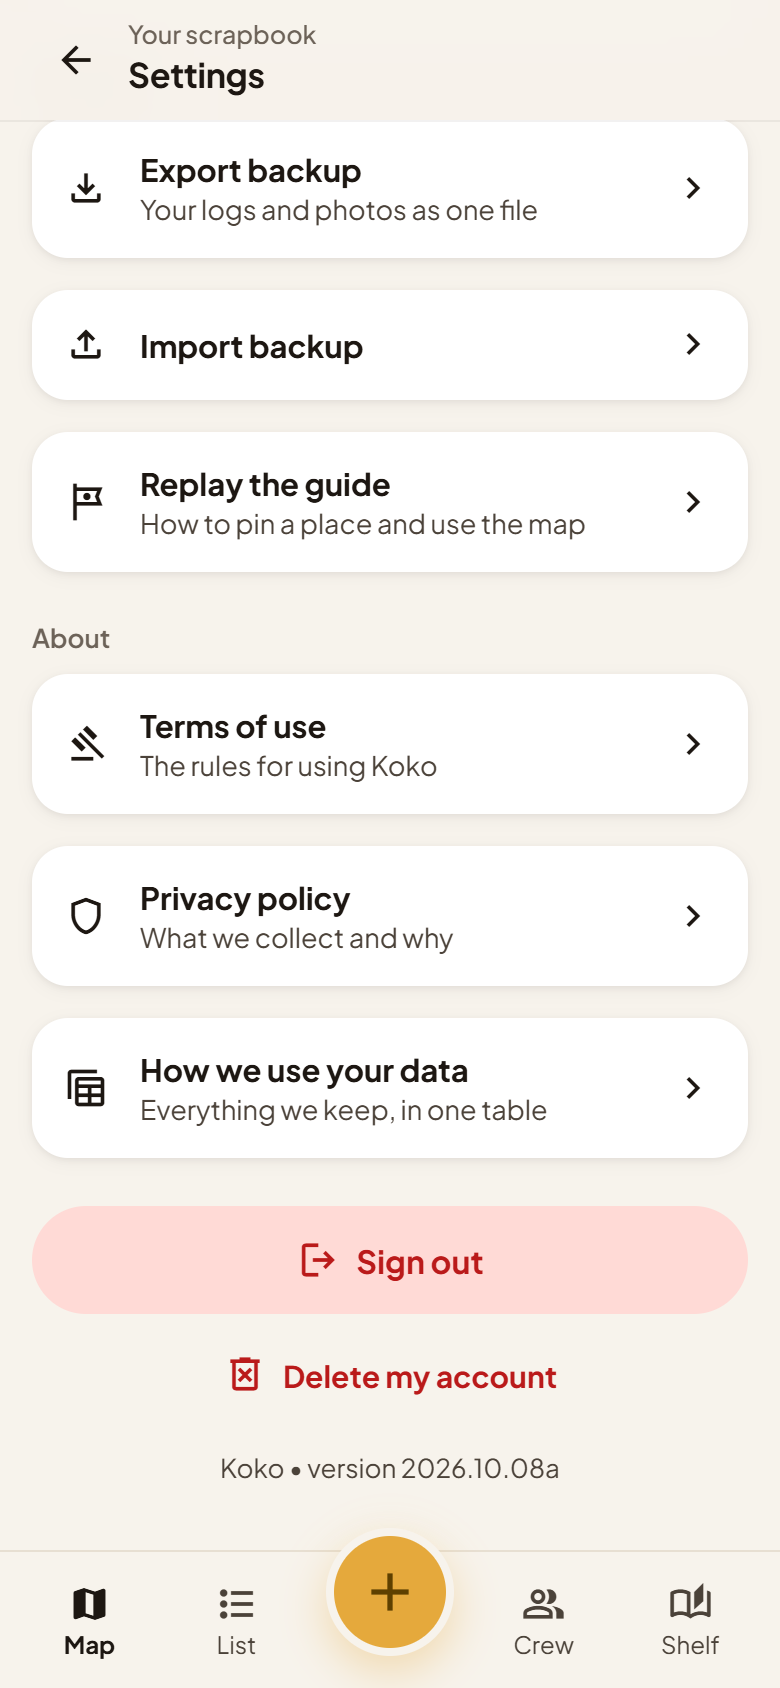 Your scrapbook
Settings
Export backup
Your logs and photos as one file
Import backup
Replay the guide
How to pin a place and use the map
About
Terms of use
The rules for using Koko
Privacy policy
What we collect and why
How we use your data
Everything we keep, in one table
Sign out
Delete my account
Koko • version 2026.10.08a
Map
List
Crew
Shelf